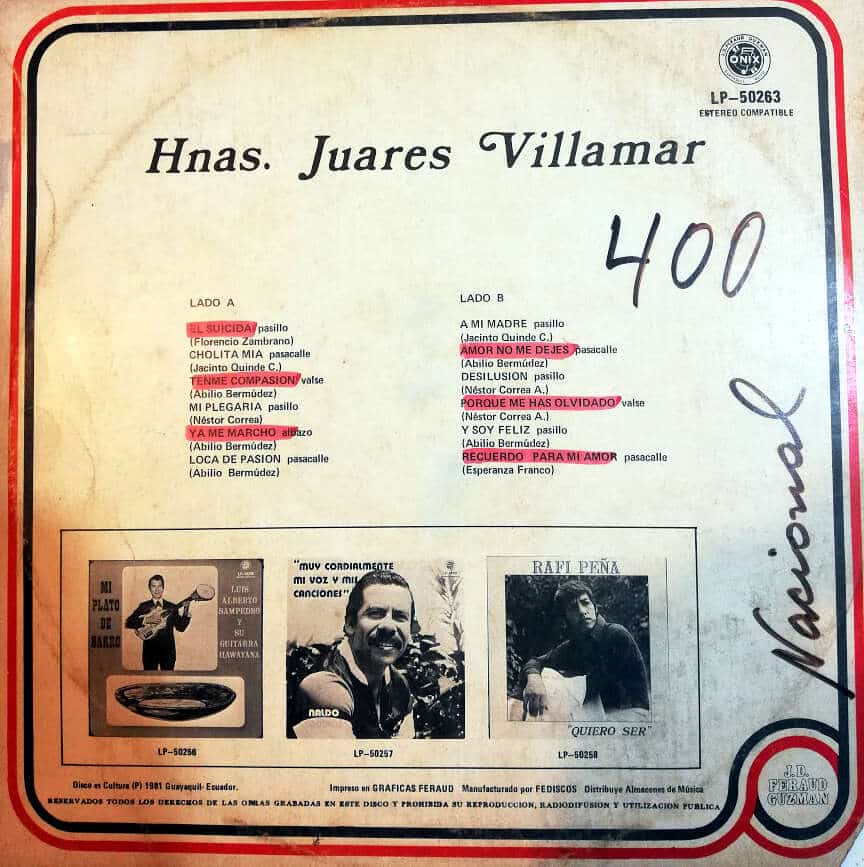 ONIX
LP-50263
ESTEREO COMPATIBLE
Hnas. Juares Villamar
400
LADO A
EL SUICIDA pasillo
(Florencio Zambrano)
CHOLITA MIA pasacalle
(Jacinto Quinde C.)
TENME COMPASION valse
(Abilio Bermúdez)
MI PLEGARIA pasillo
(Néstor Correa)
YA ME MARCHO albazo
(Abilio Bermúdez)
LOCA DE PASION pasacalle
(Abilio Bermúdez)
LADO B
A MI MADRE pasillo
(Jacinto Quinde C.)
AMOR NO ME DEJES pasacalle
(Abilio Bermúdez)
DESILUSION pasillo
(Néstor Correa A.)
PORQUE ME HAS OLVIDADO valse
(Néstor Correa A.)
Y SOY FELIZ pasillo
(Abilio Bermúdez)
RECUERDO PARA MI AMOR pasacalle
(Esperanza Franco)
Nacional
MI
PLATO
DE
BARRO
LUIS
ALBERTO
SAMPEDRO
Y
SU
GUITARRA
HAWAYANA
LP-50256
"MUY CORDIALMENTE
MI VOZ Y MIS
CANCIONES"
NALDO
LP-50257
RAFI PEÑA
"QUIERO SER"
LP-50258
Disco es Cultura (P) 1981 Guayaquil-Ecuador. Impreso en GRAFICAS FERAUD Manufacturado por FEDISCOS Distribuye Almacenes de Música
RESERVADOS TODOS LOS DERECHOS DE LAS OBRAS GRABADAS EN ESTE DISCO Y PROHIBIDA SU REPRODUCCION, RADIODIFUSION Y UTILIZACION PUBLICA
J.D.
FERAUD
GUZMAN